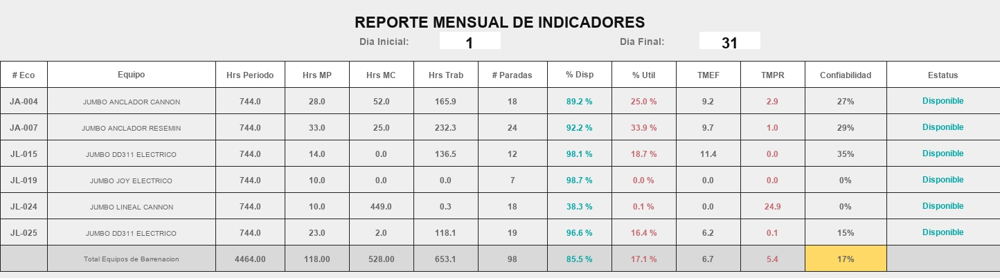 REPORTE MENSUAL DE INDICADORES
Dia Inicial: 1 Dia Final: 31
# Eco Equipo Hrs Periodo Hrs MP Hrs MC Hrs Trab # Paradas % Disp % Util TMEF TMPR Confiabilidad Estatus
JA-004 JUMBO ANCLADOR CANNON 744.0 28.0 52.0 165.9 18 89.2 % 25.0 % 9.2 2.9 27% Disponible
JA-007 JUMBO ANCLADOR RESEMIN 744.0 33.0 25.0 232.3 24 92.2 % 33.9 % 9.7 1.0 29% Disponible
JL-015 JUMBO DD311 ELECTRICO 744.0 14.0 0.0 136.5 12 98.1 % 18.7 % 11.4 0.0 35% Disponible
JL-019 JUMBO JOY ELECTRICO 744.0 10.0 0.0 0.0 7 98.7 % 0.0 % 0.0 0.0 0% Disponible
JL-024 JUMBO LINEAL CANNON 744.0 10.0 449.0 0.3 18 38.3 % 0.1 % 0.0 24.9 0% Disponible
JL-025 JUMBO DD311 ELECTRICO 744.0 23.0 2.0 118.1 19 96.6 % 16.4 % 6.2 0.1 15% Disponible
Total Equipos de Barrenacion 4464.00 118.00 528.00 653.1 98 85.5 % 17.1 % 6.7 5.4 17%